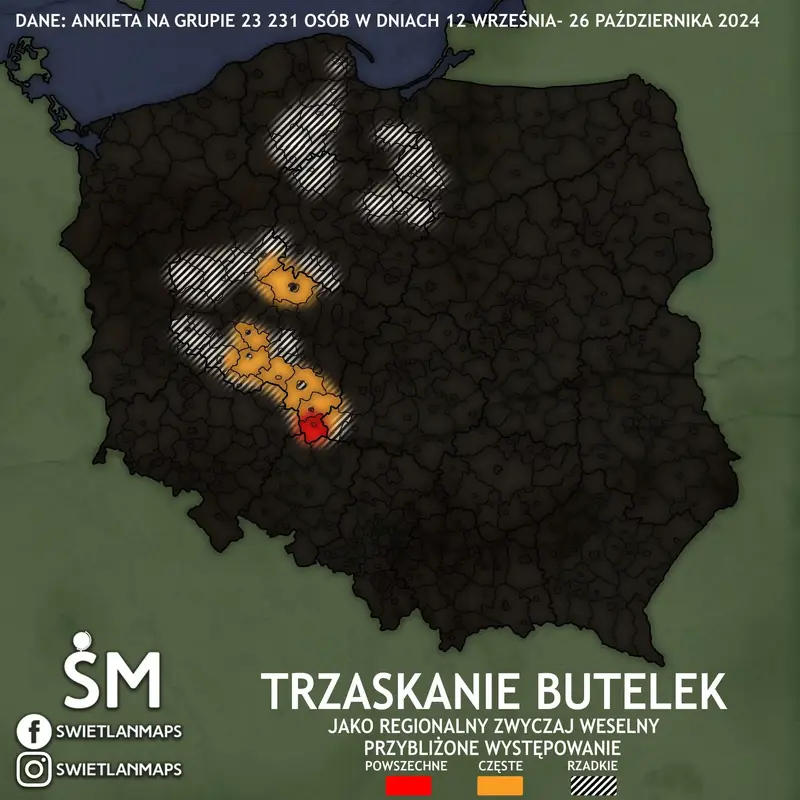 DANE: ANKIETA NA GRUPIE 23 231 OSÓB W DNIACH 12 WRZEŚNIA- 26 PAŹDZIERNIKA 2024
ŚM
SWIETLANMAPS
SWIETLANMAPS
TRZASKANIE BUTELEK
JAKO REGIONALNY ZWYCZAJ WESELNY
PRZYBLIŻONE WYSTĘPOWANIE
POWSZECHNE CZĘSTE RZADKIE